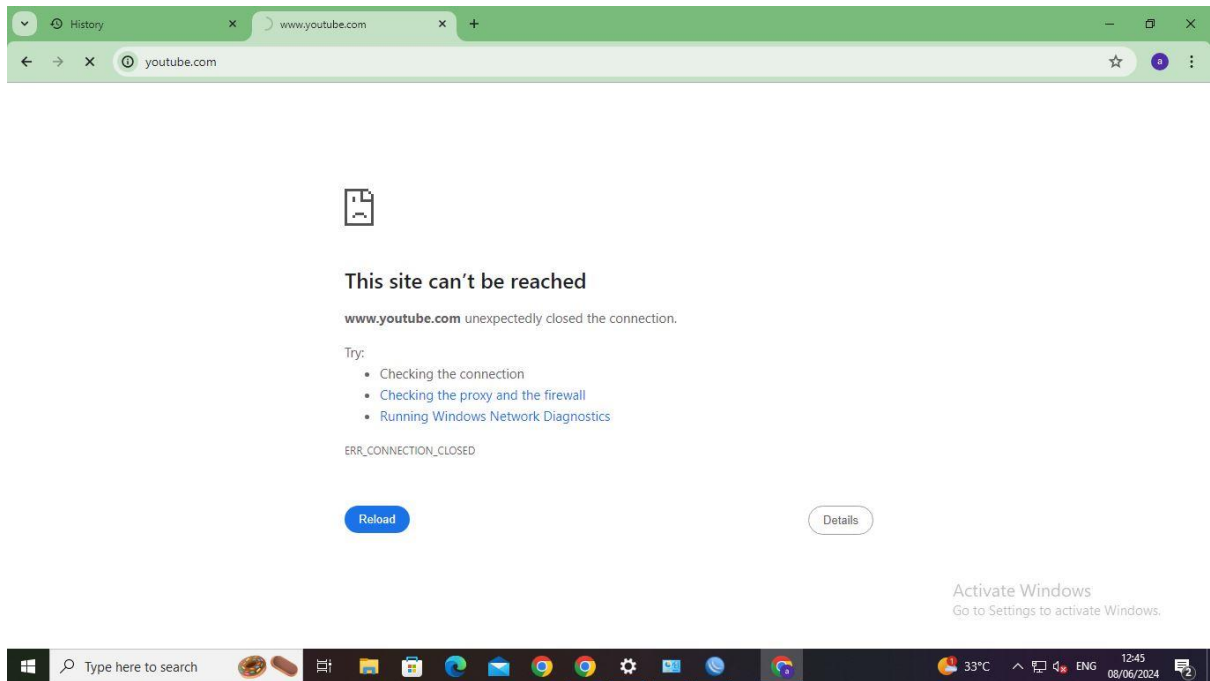 History
www.youtube.com
youtube.com
a
This site can't be reached
www.youtube.com unexpectedly closed the connection.
Try:
• Checking the connection
• Checking the proxy and the firewall
• Running Windows Network Diagnostics
ERR_CONNECTION_CLOSED
Reload
Details
Activate Windows
Go to Settings to activate Windows.
Type here to search
a
33°C
ENG
12:45
08/06/2024
2